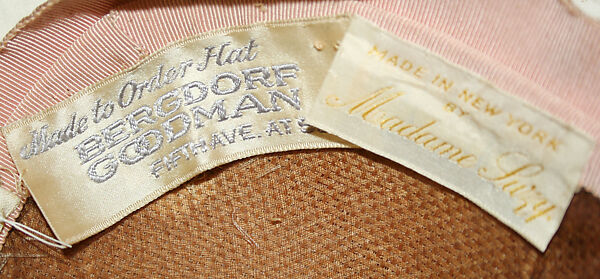 Made to Order Hat
BERGDORF
GOODMAN
FIFTH AVE. AT
MADE IN NEW YORK
BY
Madame Suzy